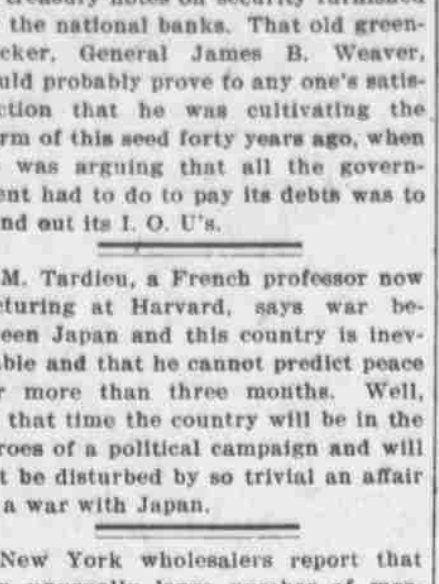 treasury notes on security furnished
the national banks. That old green-
cker, General James B. Weaver,
uld probably prove to any one's satis-
ction that he was cultivating the
rm of this seed forty years ago, when
was arguing that all the govern-
ent had to do to pay its debts was to
nd out its I. O. U's.
M. Tardieu, a French professor now
cturing at Harvard, says war be-
een Japan and this country is inev-
ble and that he cannot predict peace
r more than three months. Well,
that time the country will be in the
roes of a political campaign and will
t be disturbed by so trivial an affair
a war with Japan.
New York wholesalers report that
unusually large number of